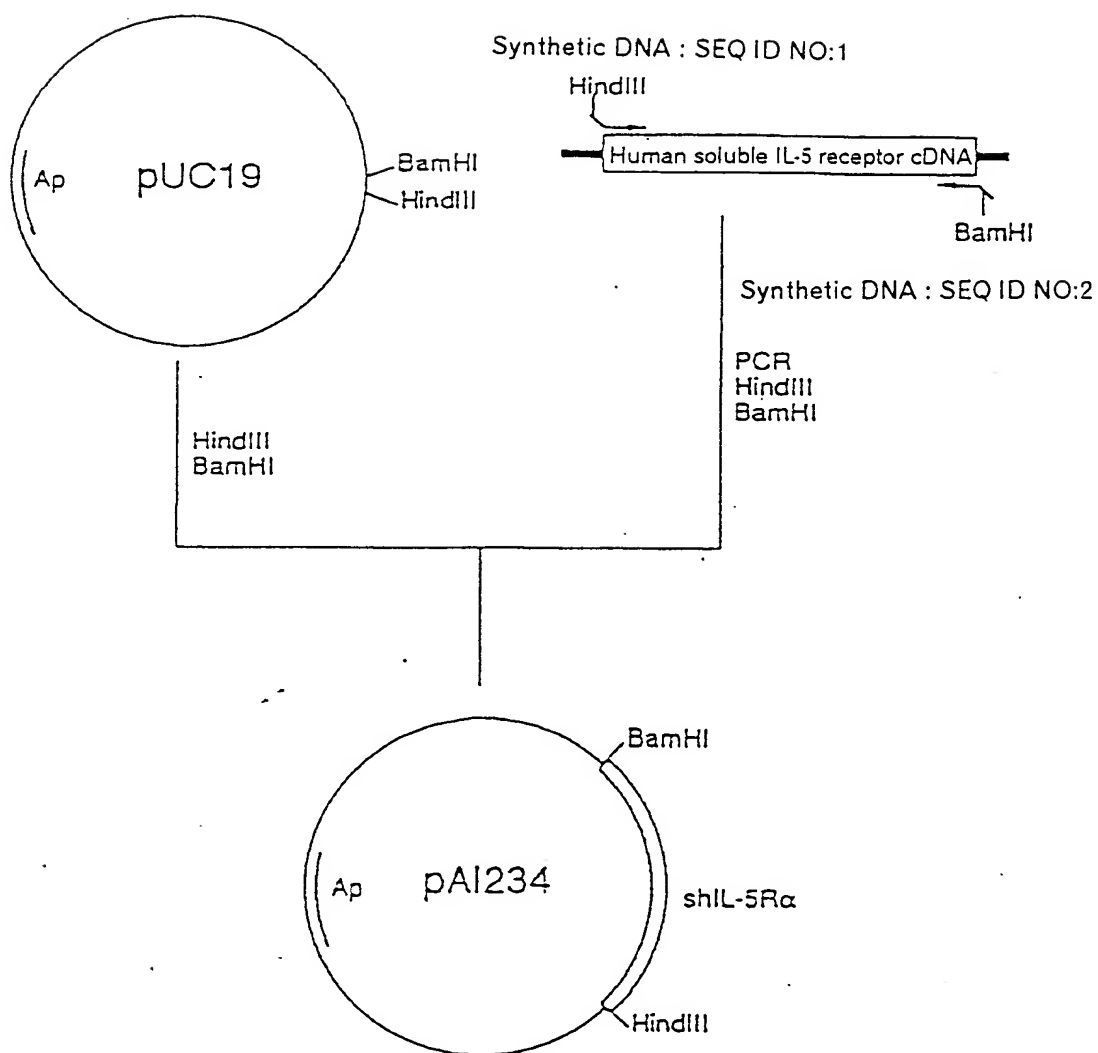 Synthetic DNA : SEQ ID NO:1
HindIII
Human soluble IL-5 receptor cDNA
BamHI
Synthetic DNA : SEQ ID NO:2
Ap
pUC19
BamHI
HindIII
PCR
HindIII
BamHI
HindIII
BamHI
BamHI
Ap
pAI234
shIL-5Rα
HindIII